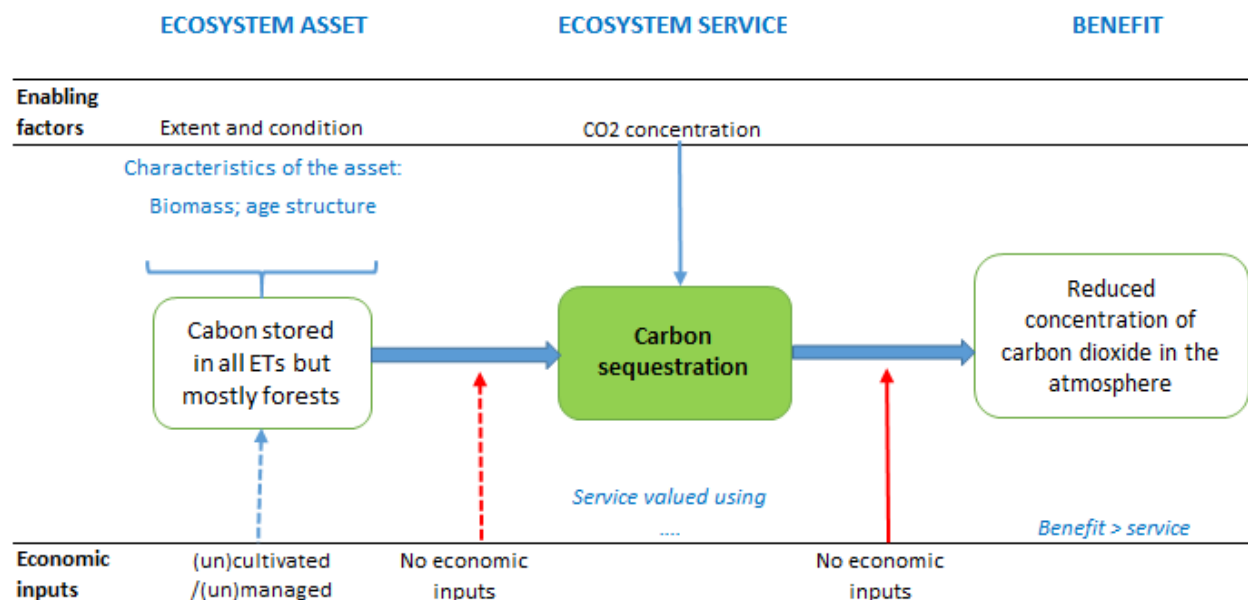 ECOSYSTEM ASSET
ECOSYSTEM SERVICE
BENEFIT
Enabling
factors
Extent and condition
CO2 concentration
Characteristics of the asset:
Biomass; age structure
Cabon stored
in all ETs but
mostly forests
Carbon
sequestration
Reduced
concentration of
carbon dioxide in the
atmosphere
Service valued using
....
Benefit > service
Economic
inputs
(un)cultivated
/(un)managed
No economic
inputs
No economic
inputs